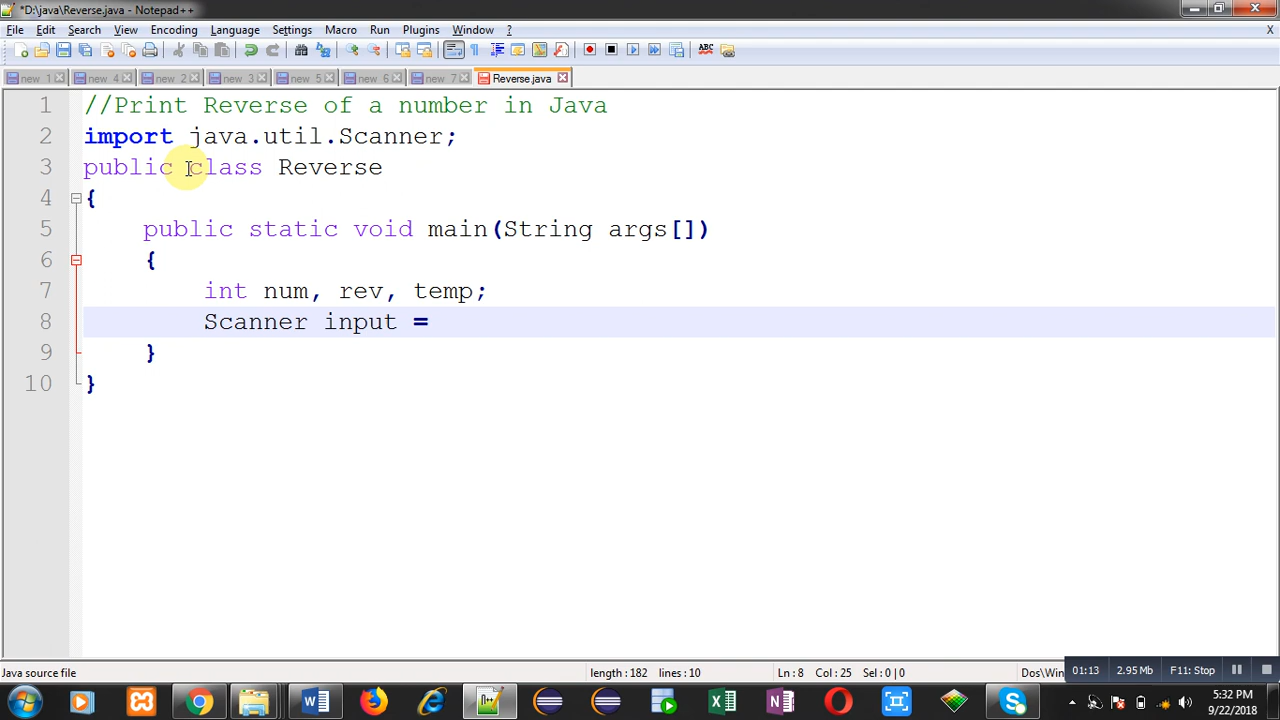 *D:\java\Reverse.java - Notepad++
File Edit Search View Encoding Language Settings Macro Run Plugins Window ? X
new 1 new 4 new 2 new 3 new 5 new 6 new 7 Reverse.java
1 //Print Reverse of a number in Java
2 import java.util.Scanner;
3 public class Reverse
4 {
5 public static void main(String args[])
6 {
7 int num, rev, temp;
8 Scanner input =
9 }
10 }
Java source file length : 182 lines : 10 Ln : 8 Col : 25 Sel : 0 | 0 Dos\Win 01:13 2.95 Mb F11: Stop
5:32 PM
9/22/2018